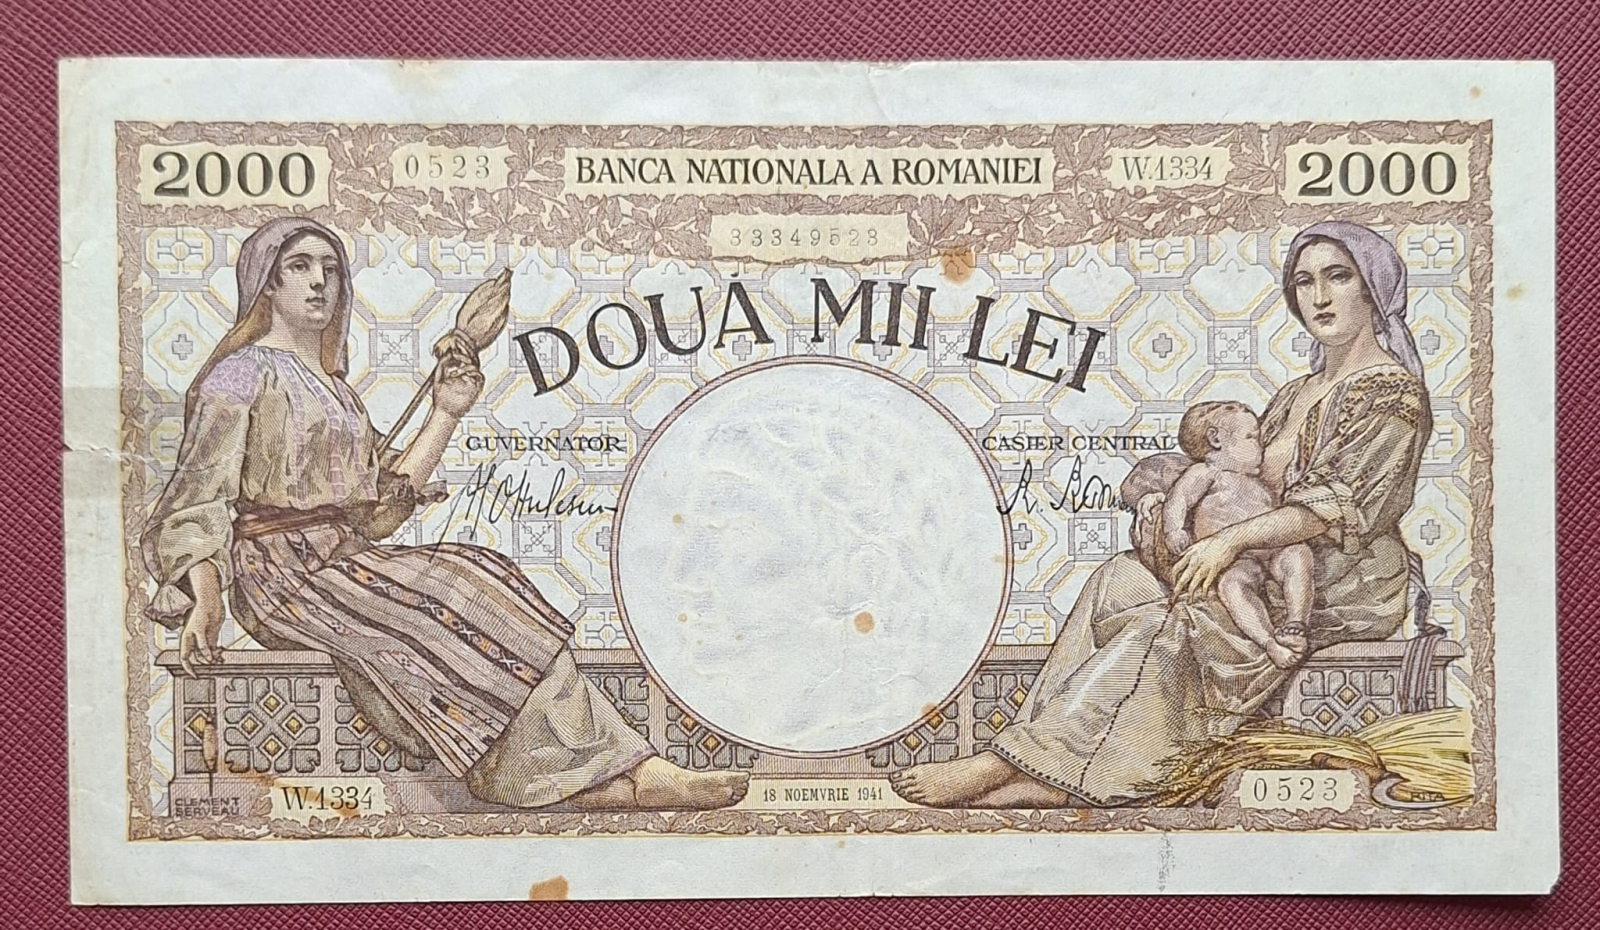 2000 0523 BANCA NATIONALA A ROMANIEI W.1334 2000
33349523
DOUĂ MII LEI
GUVERNATOR CASIER CENTRAL
W.1334 18 NOEMVRIE 1941 0523
CLEMENT
SERVEAU